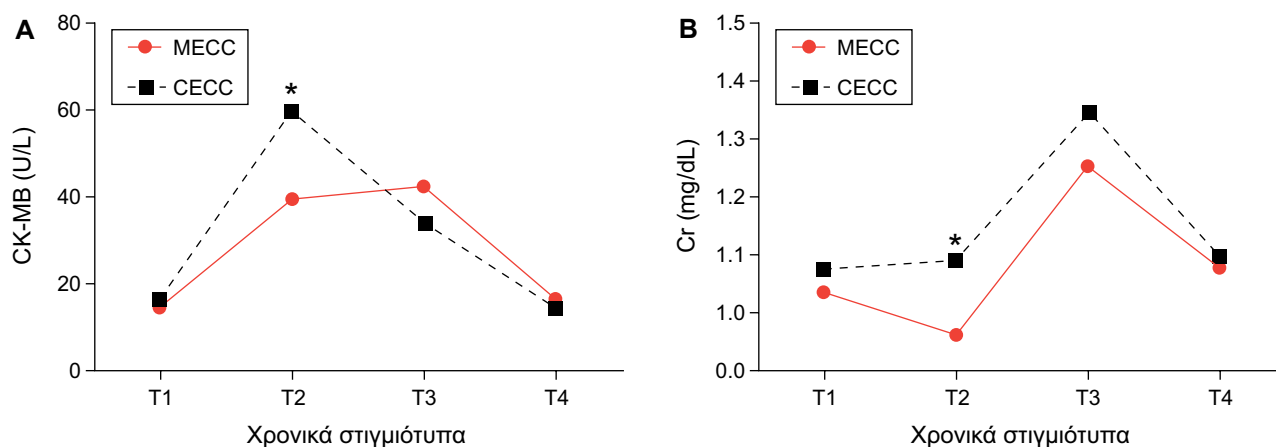 A
80
MECC
CECC
*
60
40
20
0
CK-MB (U/L)
T1 T2 T3 T4
Χρονικά στιγμιότυπα
B
1.5
MECC
CECC
1.4
1.3
1.2
*
1.1
1.0
0.0
Cr (mg/dL)
T1 T2 T3 T4
Χρονικά στιγμιότυπα